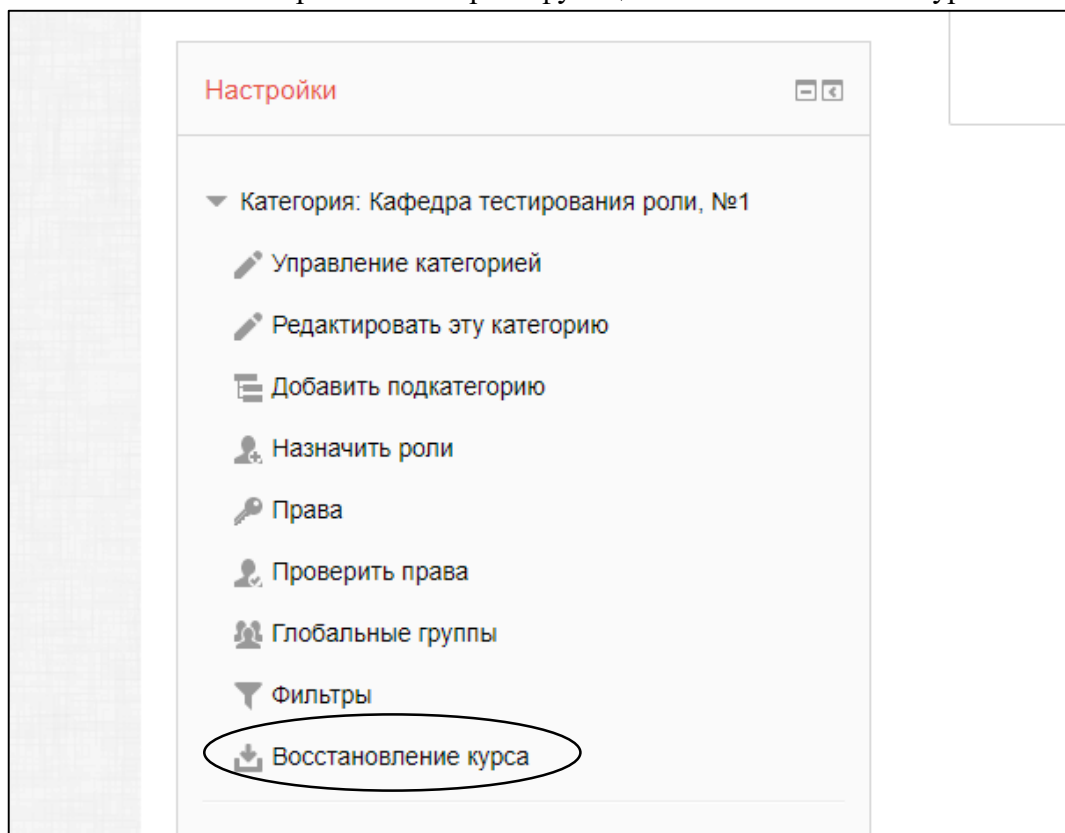 Настройки
Категория: Кафедра тестирования роли, №1
Управление категорией
Редактировать эту категорию
Добавить подкатегорию
Назначить роли
Права
Проверить права
Глобальные группы
Фильтры
Восстановление курса